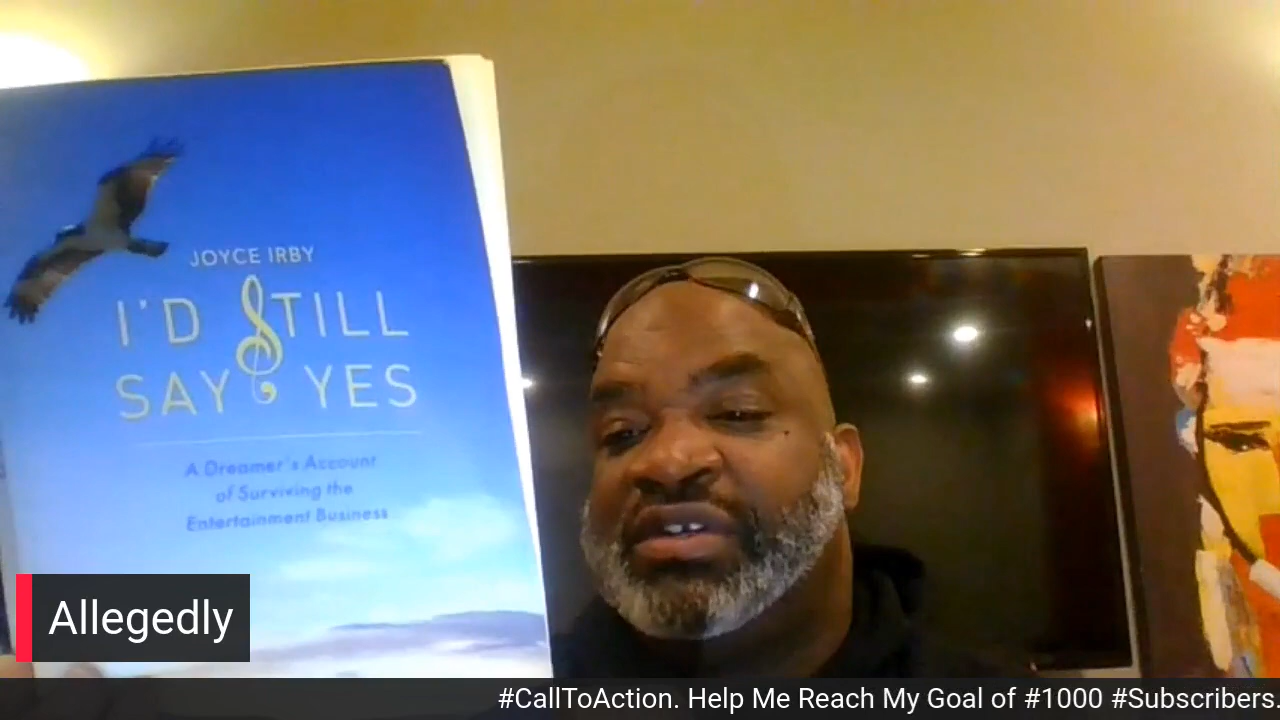 JOYCE IRBY
I'D STILL
SAY YES
A Dreamer's Account
of Surviving the
Entertainment Business
Allegedly
#CallToAction. Help Me Reach My Goal of #1000 #Subscribers.